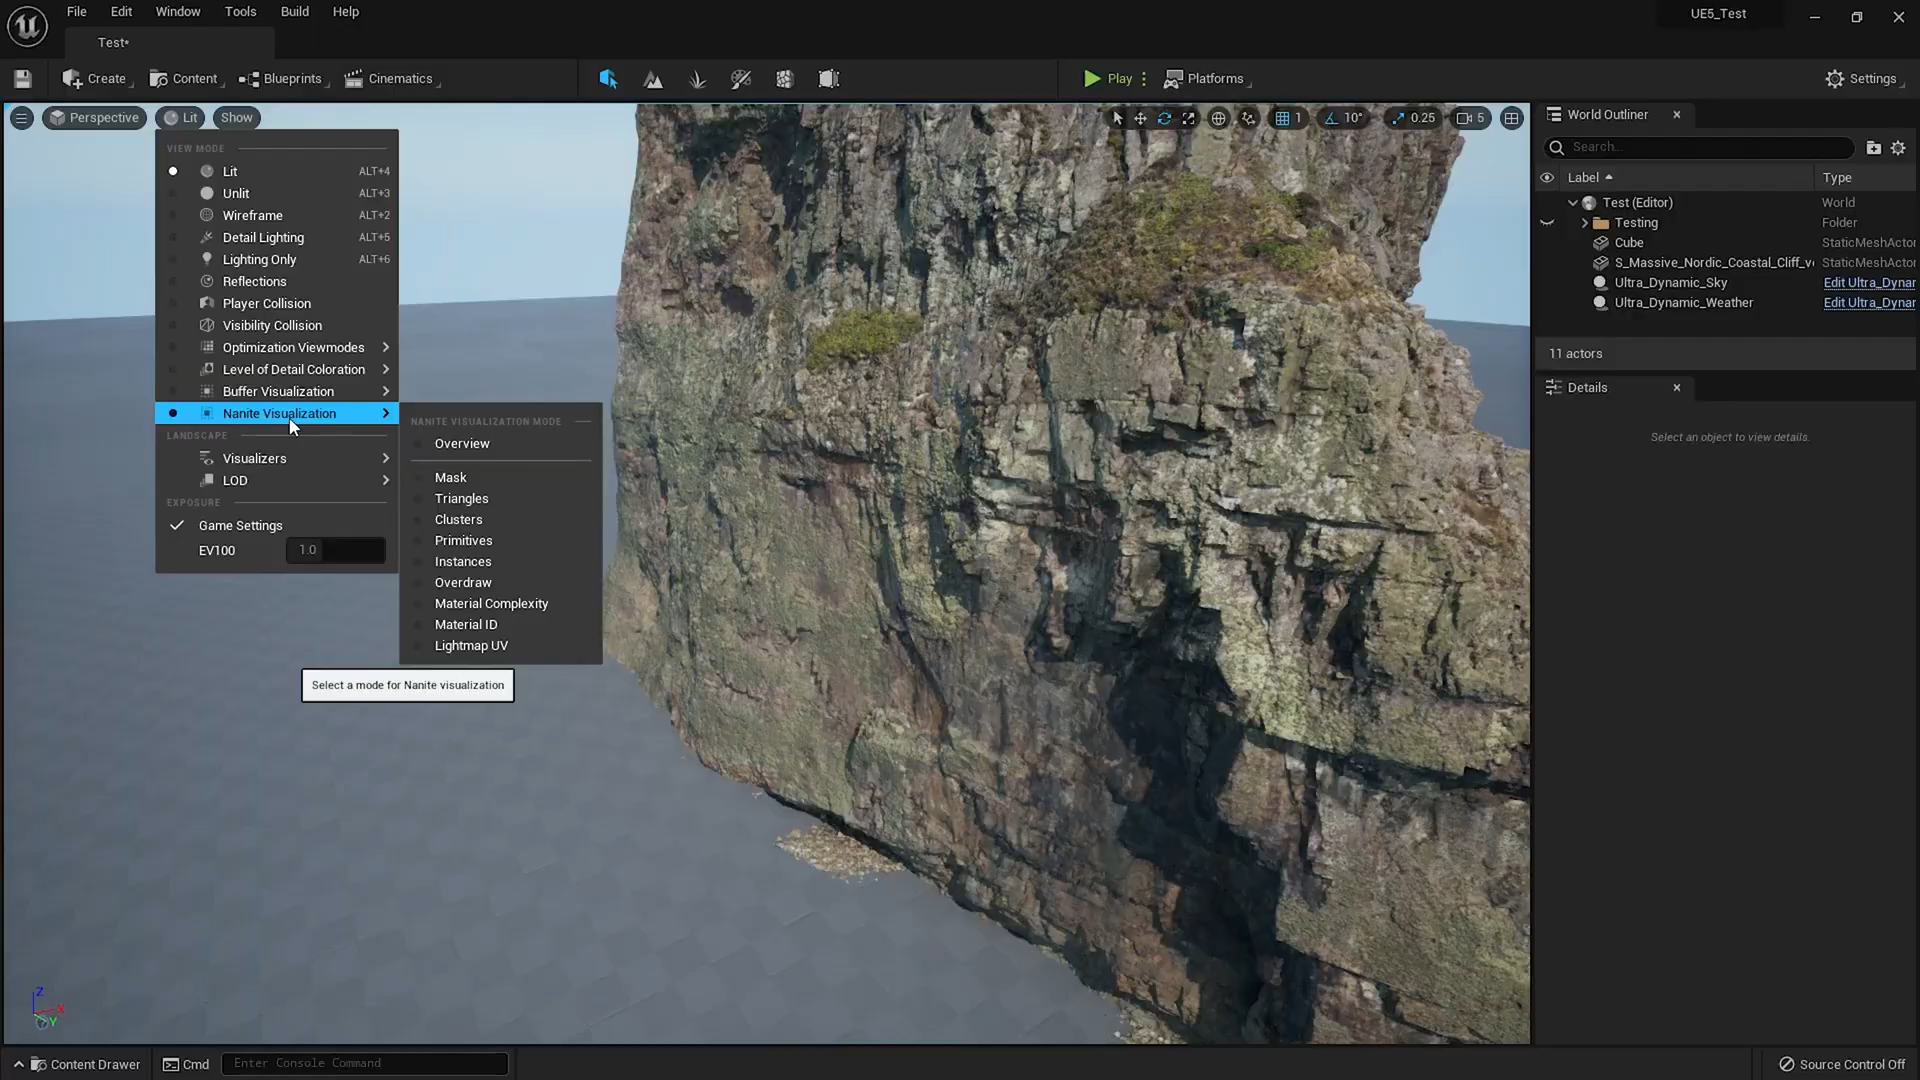 File Edit Window Tools Build Help
UE5_Test
Test*
Create Content Blueprints Cinematics Play Platforms Settings
Perspective Lit Show 1 10° 0.25 5
VIEW MODE
Lit ALT+4
Unlit ALT+3
Wireframe ALT+2
Detail Lighting ALT+5
Lighting Only ALT+6
Reflections
Player Collision
Visibility Collision
Optimization Viewmodes
Level of Detail Coloration
Buffer Visualization
Nanite Visualization
LANDSCAPE
Visualizers
LOD
EXPOSURE
Game Settings
EV100 1.0
NANITE VISUALIZATION MODE
Overview
Mask
Triangles
Clusters
Primitives
Instances
Overdraw
Material Complexity
Material ID
Lightmap UV
Select a mode for Nanite visualization
Z
X
Y
World Outliner
Search...
Label Type
Test (Editor) World
Testing Folder
Cube StaticMeshActor
S_Massive_Nordic_Coastal_Cliff_v StaticMeshActor
Ultra_Dynamic_Sky Edit Ultra_Dynar
Ultra_Dynamic_Weather Edit Ultra_Dynar
11 actors
Details
Select an object to view details.
Content Drawer Cmd Enter Console Command Source Control Off